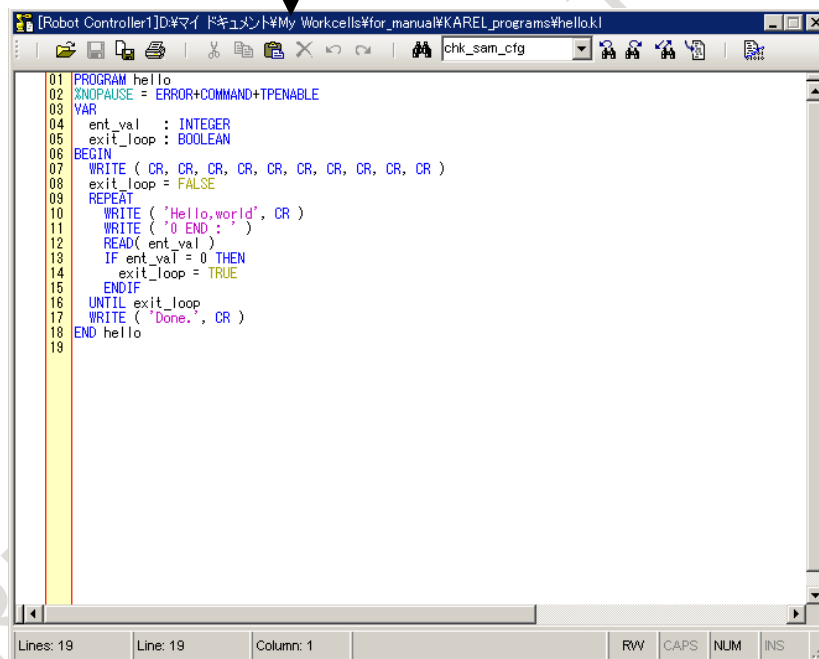 [Robot Controller1]D:¥マイ ドキュメント¥My Workcells¥for_manual¥KAREL_programs¥hello.kl
chk_sam_cfg
01 PROGRAM hello
02 %NOPAUSE = ERROR+COMMAND+TPENABLE
03 VAR
04   ent_val   : INTEGER
05   exit_loop : BOOLEAN
06 BEGIN
07   WRITE ( CR, CR, CR, CR, CR, CR, CR, CR, CR, CR )
08   exit_loop = FALSE
09   REPEAT
10     WRITE ( 'Hello,world', CR )
11     WRITE ( '0 END : ' )
12     READ( ent_val )
13     IF ent_val = 0 THEN
14       exit_loop = TRUE
15     ENDIF
16   UNTIL exit_loop
17   WRITE ( 'Done.', CR )
18 END hello
19
Lines: 19 Line: 19 Column: 1 RW CAPS NUM INS